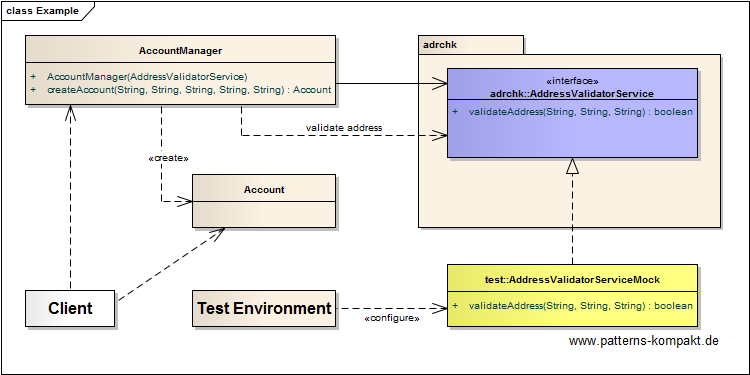 class Example
AccountManager
+ AccountManager(AddressValidatorService)
+ createAccount(String, String, String, String, String) : Account
adrchk
«interface»
adrchk::AddressValidatorService
+ validateAddress(String, String, String) : boolean
validate address
«create»
Account
Client
Test Environment
«configure»
test::AddressValidatorServiceMock
+ validateAddress(String, String, String) : boolean
www.patterns-kompakt.de